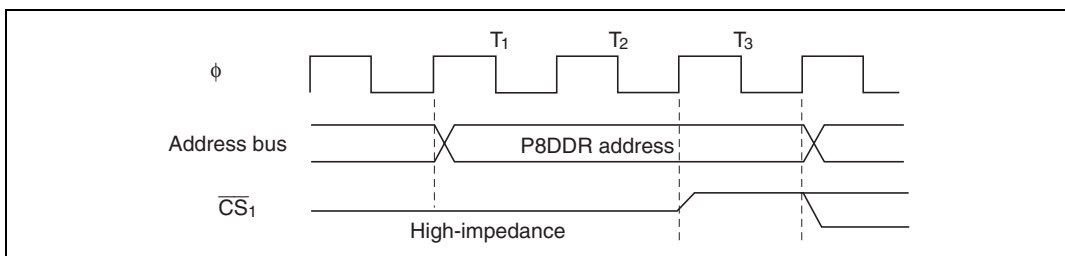 T1 T2 T3
φ
Address bus P8DDR address
CS1
High-impedance